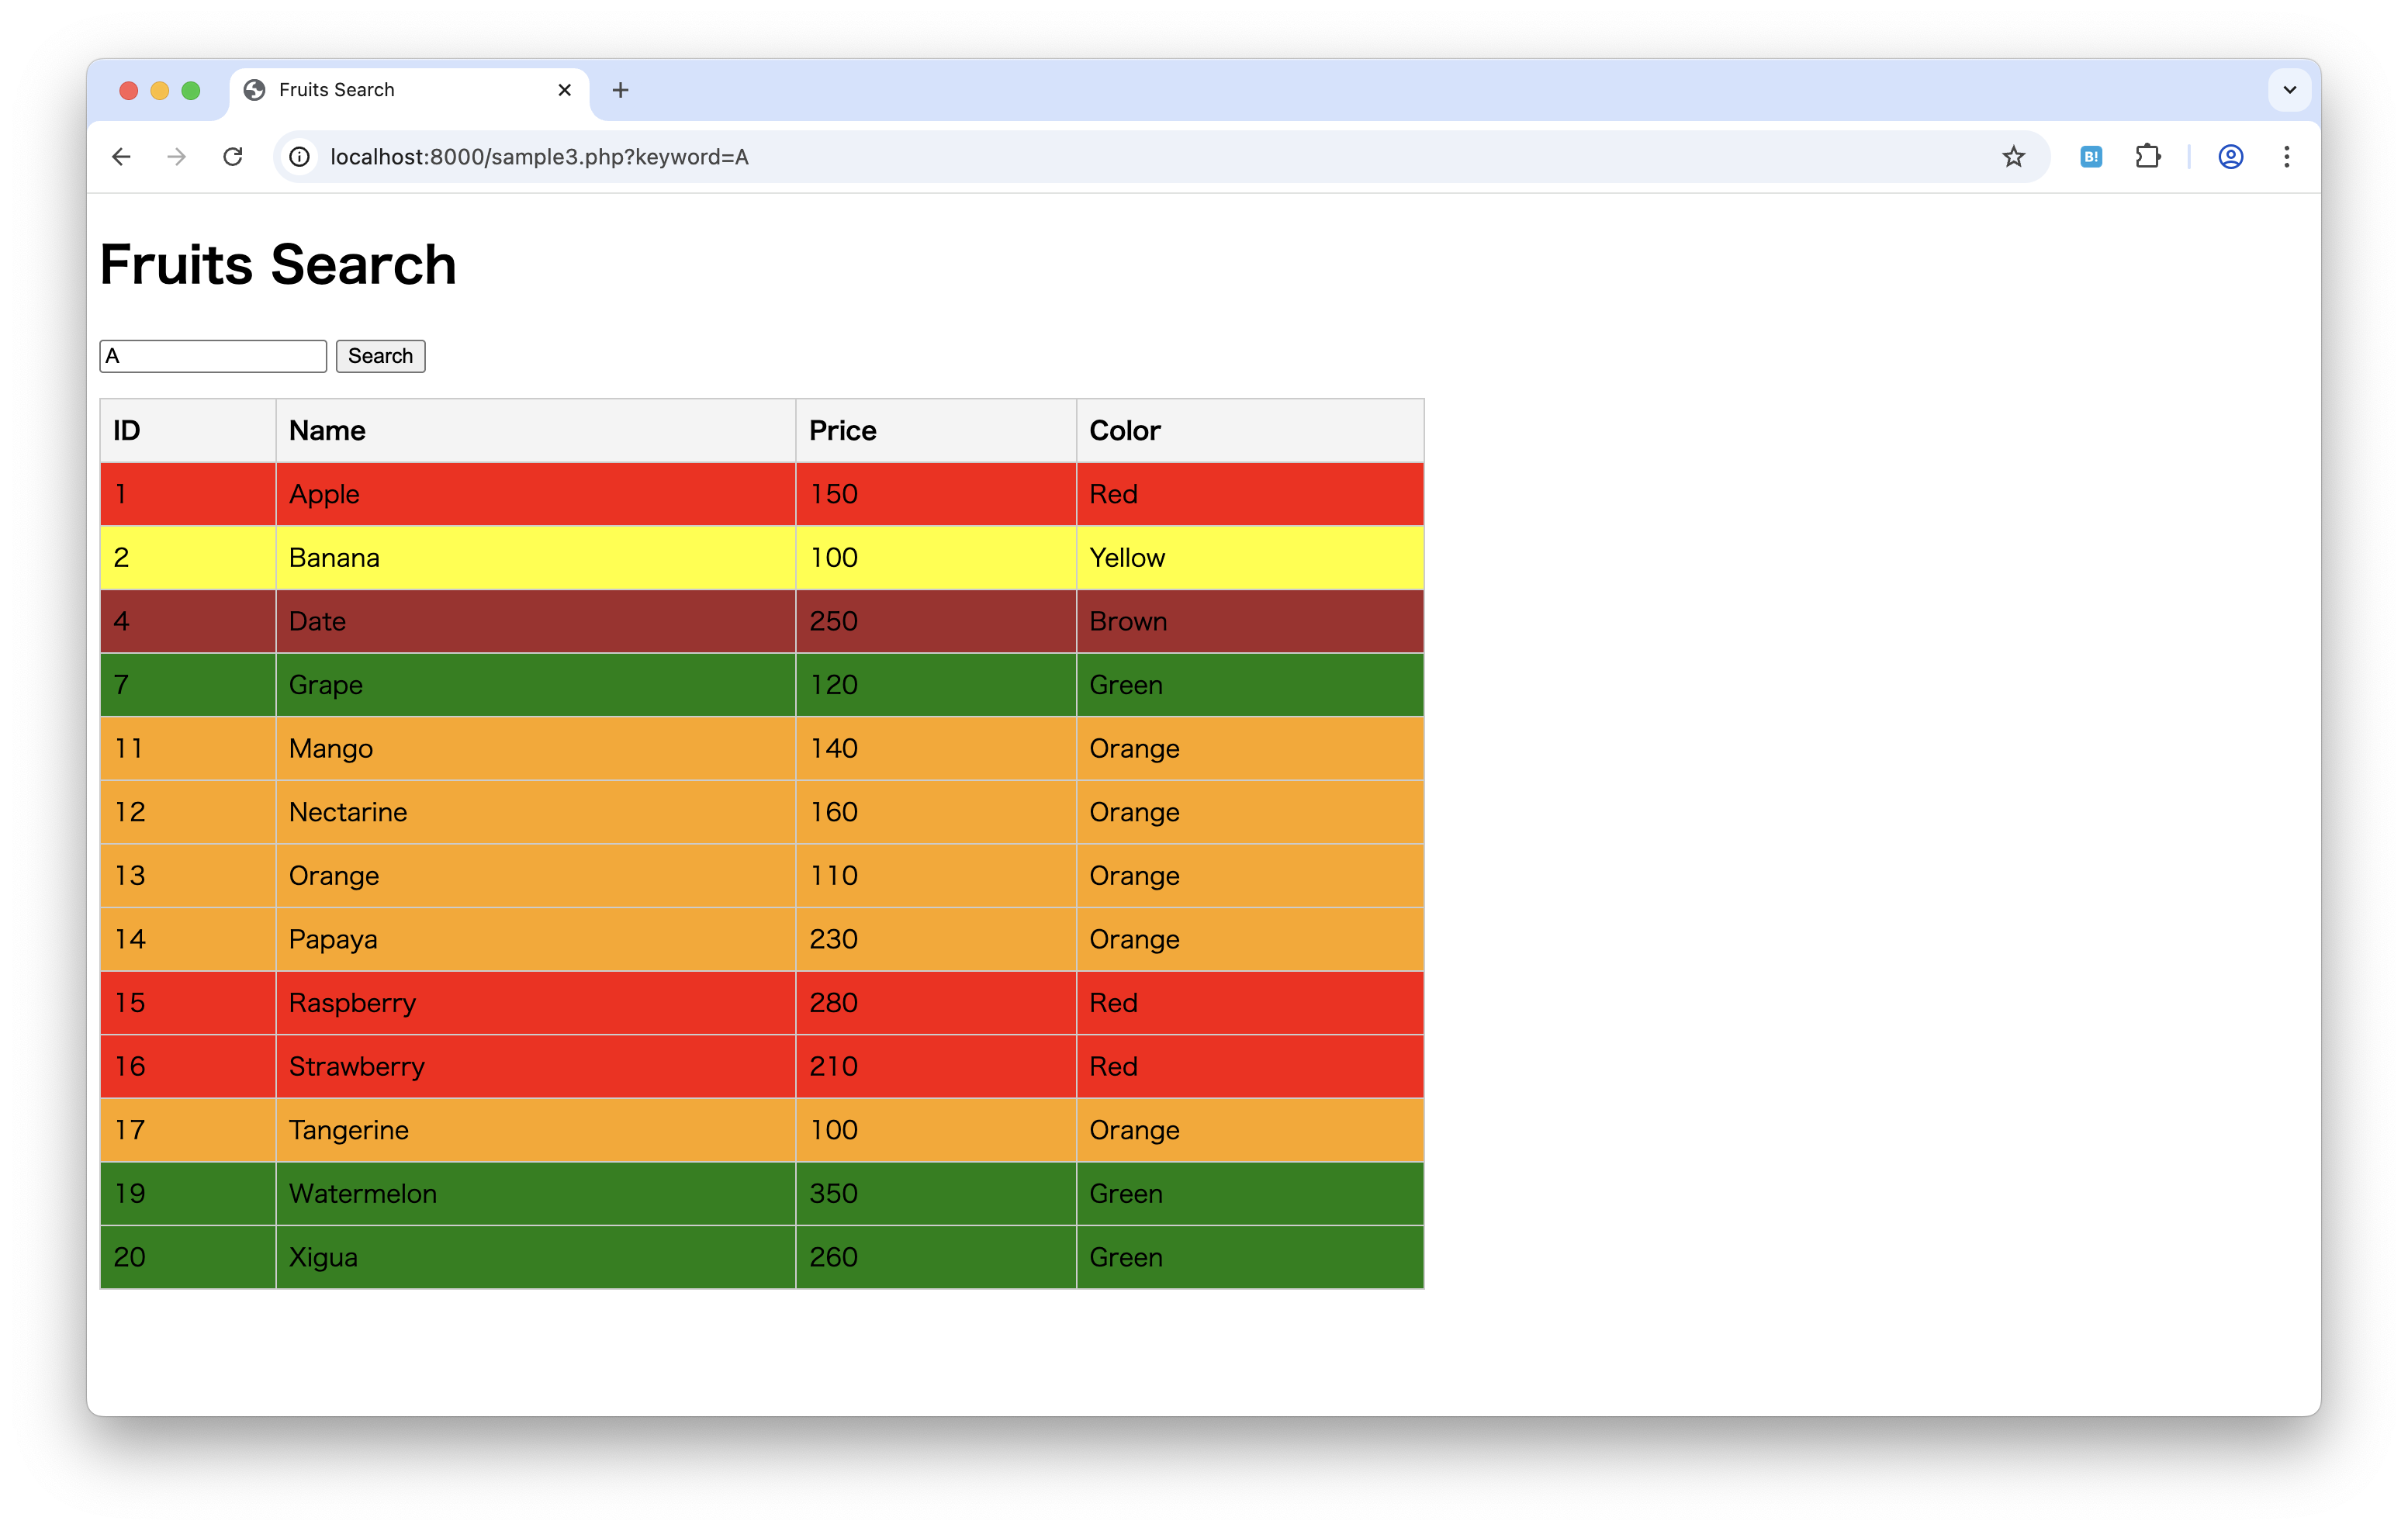 Fruits Search
localhost:8000/sample3.php?keyword=A
B!
Fruits Search
A Search
ID Name Price Color
1 Apple 150 Red
2 Banana 100 Yellow
4 Date 250 Brown
7 Grape 120 Green
11 Mango 140 Orange
12 Nectarine 160 Orange
13 Orange 110 Orange
14 Papaya 230 Orange
15 Raspberry 280 Red
16 Strawberry 210 Red
17 Tangerine 100 Orange
19 Watermelon 350 Green
20 Xigua 260 Green